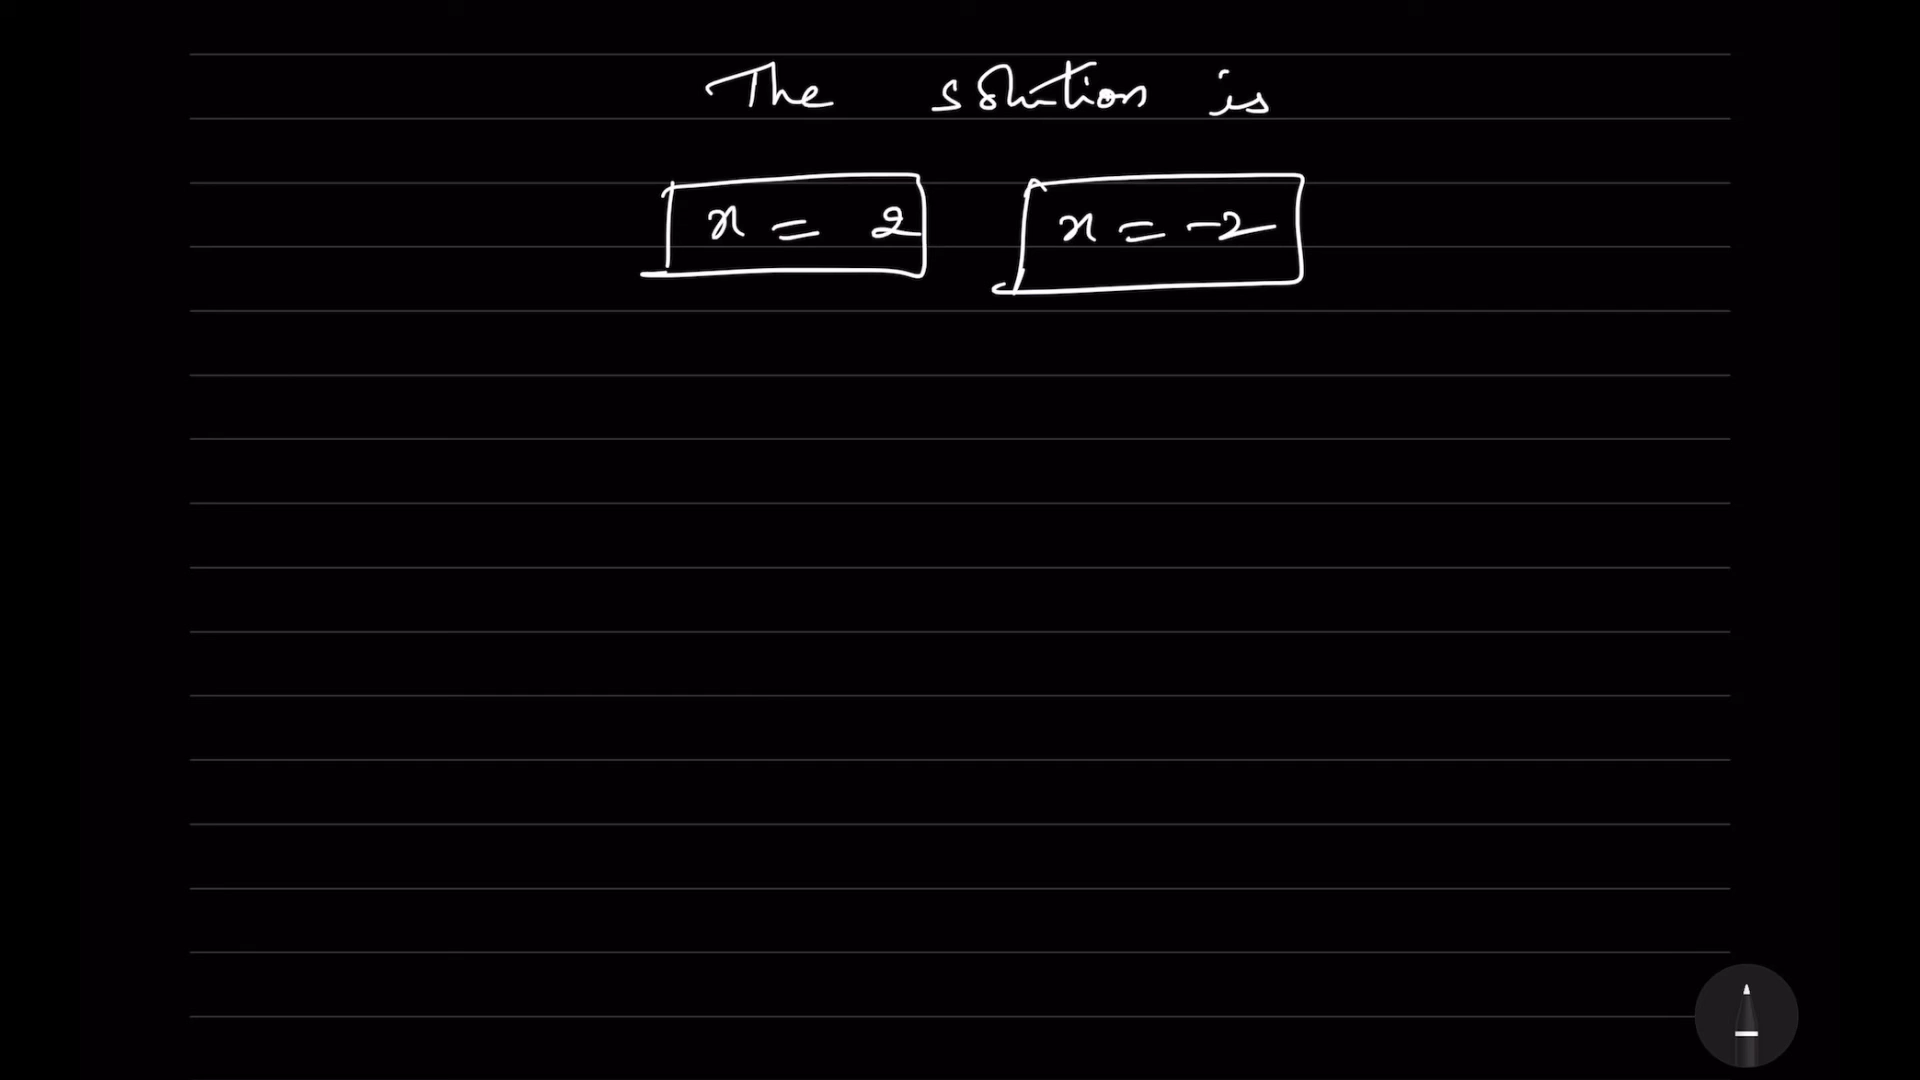 The solution is
x = 2 x = -2